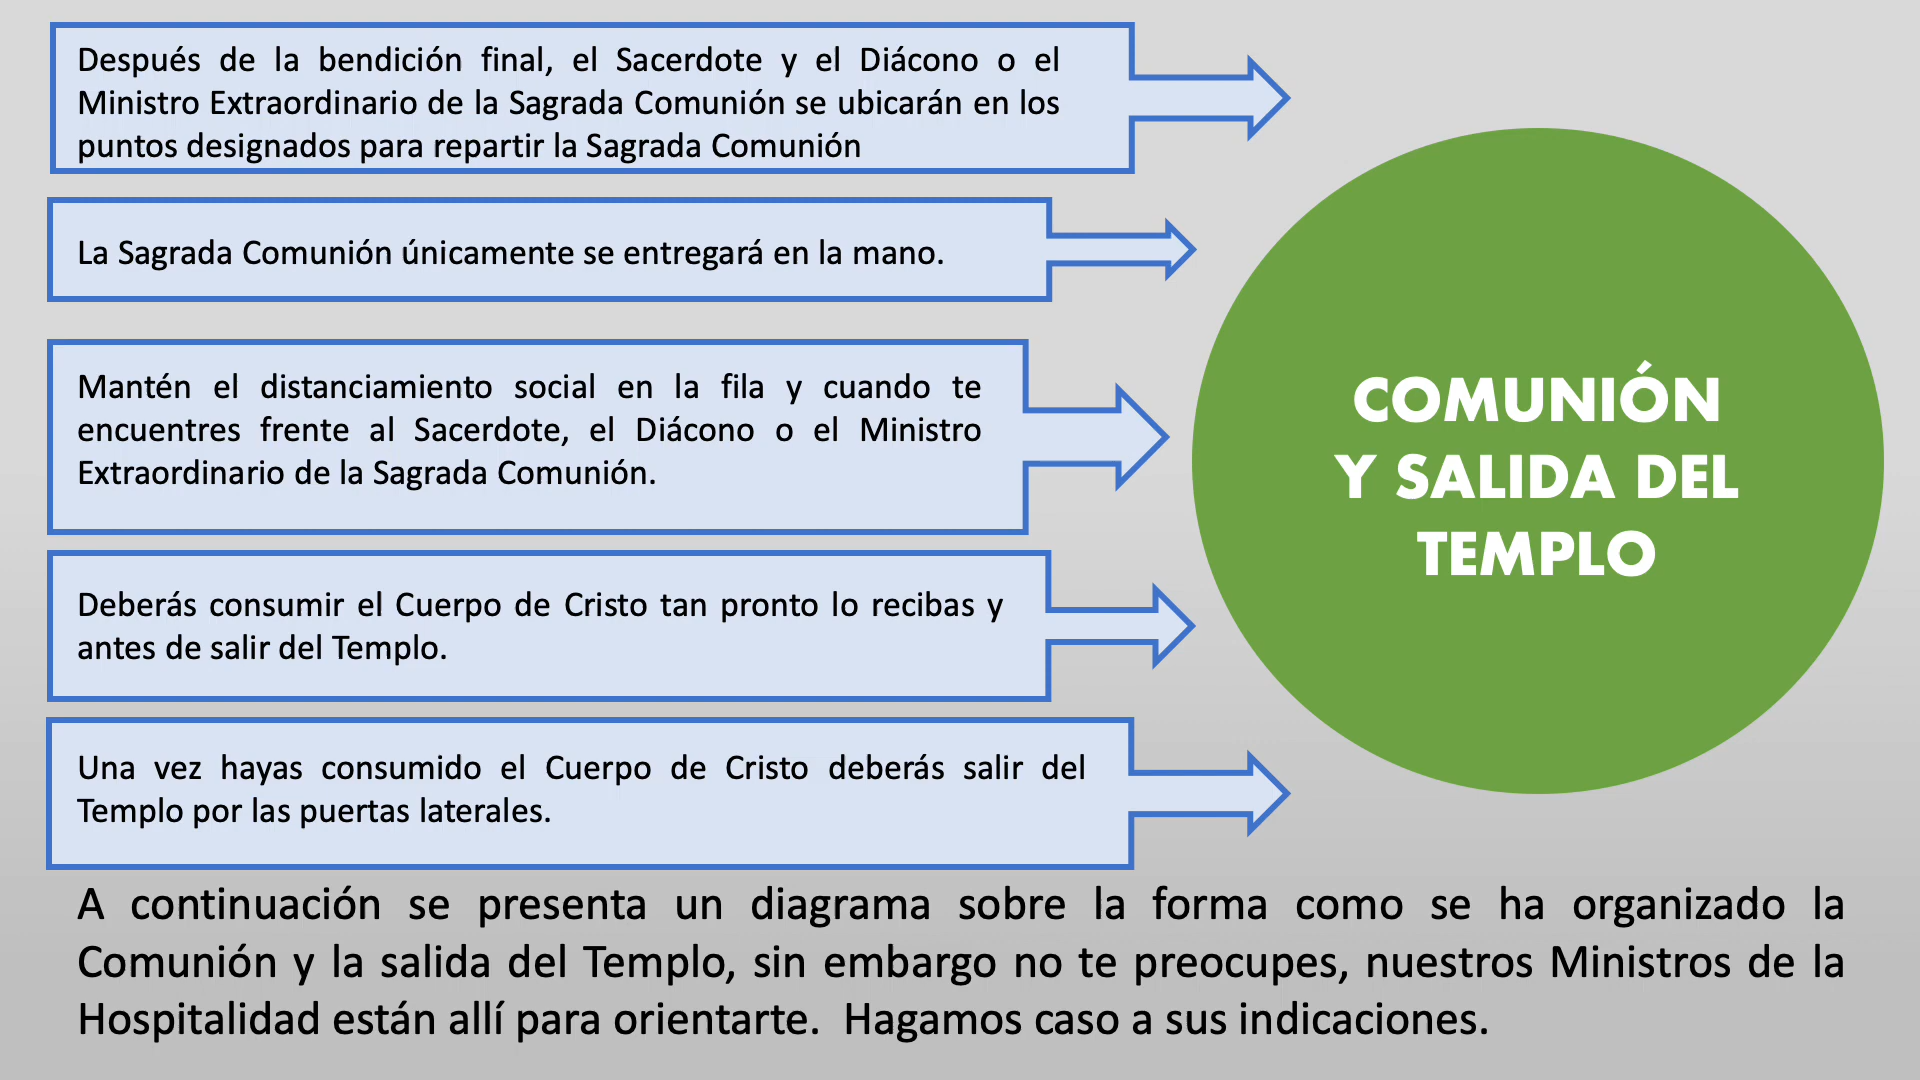 Después de la bendición final, el Sacerdote y el Diácono o el
Ministro Extraordinario de la Sagrada Comunión se ubicarán en los
puntos designados para repartir la Sagrada Comunión
La Sagrada Comunión únicamente se entregará en la mano.
Mantén el distanciamiento social en la fila y cuando te
encuentres frente al Sacerdote, el Diácono o el Ministro
Extraordinario de la Sagrada Comunión.
Deberás consumir el Cuerpo de Cristo tan pronto lo recibas y
antes de salir del Templo.
Una vez hayas consumido el Cuerpo de Cristo deberás salir del
Templo por las puertas laterales.
COMUNIÓN
Y SALIDA DEL
TEMPLO
A continuación se presenta un diagrama sobre la forma como se ha organizado la
Comunión y la salida del Templo, sin embargo no te preocupes, nuestros Ministros de la
Hospitalidad están allí para orientarte.  Hagamos caso a sus indicaciones.